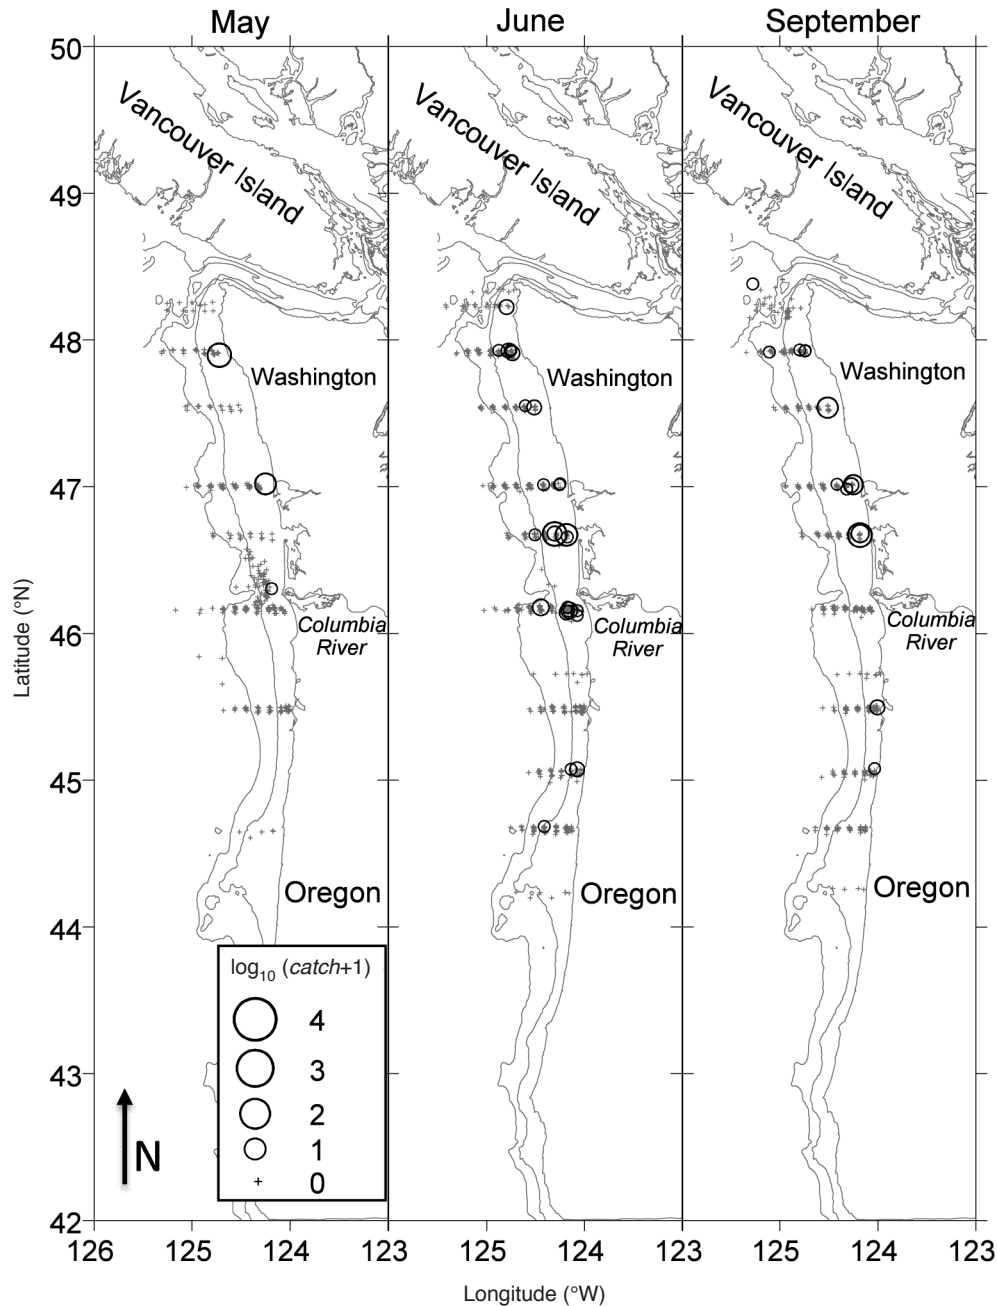 May
June
September
50
49
48
47
46
45
44
43
42
Latitude (°N)
Vancouver Island
Washington
Columbia
River
Oregon
Vancouver Island
Washington
Columbia
River
Oregon
Vancouver Island
Washington
Columbia
River
Oregon
log10 (catch+1)
4
3
2
1
0
N
126 125 124 123
125 124 123
125 124 123
Longitude (°W)